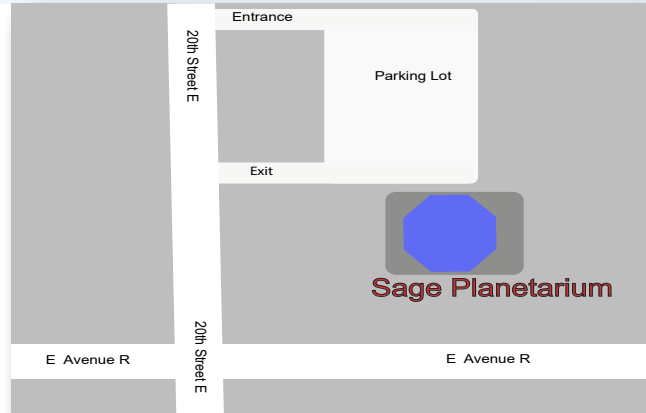 Entrance
20th Street E
Parking Lot
Exit
Sage Planetarium
20th Street E
E Avenue R
E Avenue R